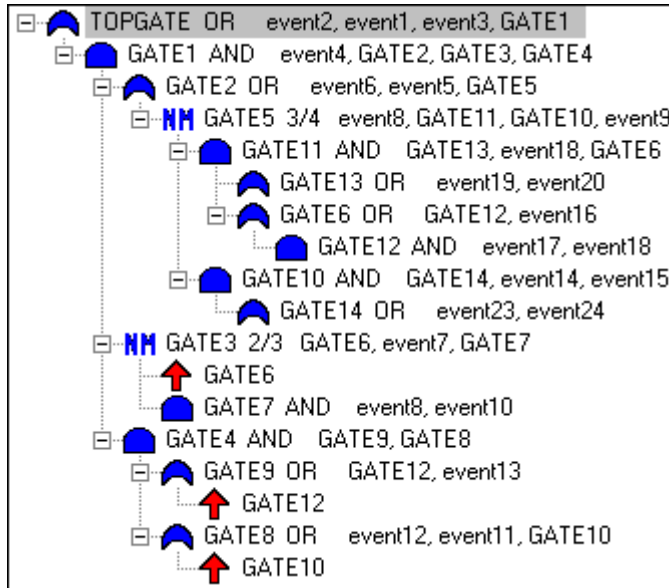 TOPGATE OR event2, event1, event3, GATE1
GATE1 AND event4, GATE2, GATE3, GATE4
GATE2 OR event6, event5, GATE5
NM GATE5 3/4 event8, GATE11, GATE10, event9
GATE11 AND GATE13, event18, GATE6
GATE13 OR event19, event20
GATE6 OR GATE12, event16
GATE12 AND event17, event18
GATE10 AND GATE14, event14, event15
GATE14 OR event23, event24
NM GATE3 2/3 GATE6, event7, GATE7
GATE6
GATE7 AND event8, event10
GATE4 AND GATE9, GATE8
GATE9 OR GATE12, event13
GATE12
GATE8 OR event12, event11, GATE10
GATE10